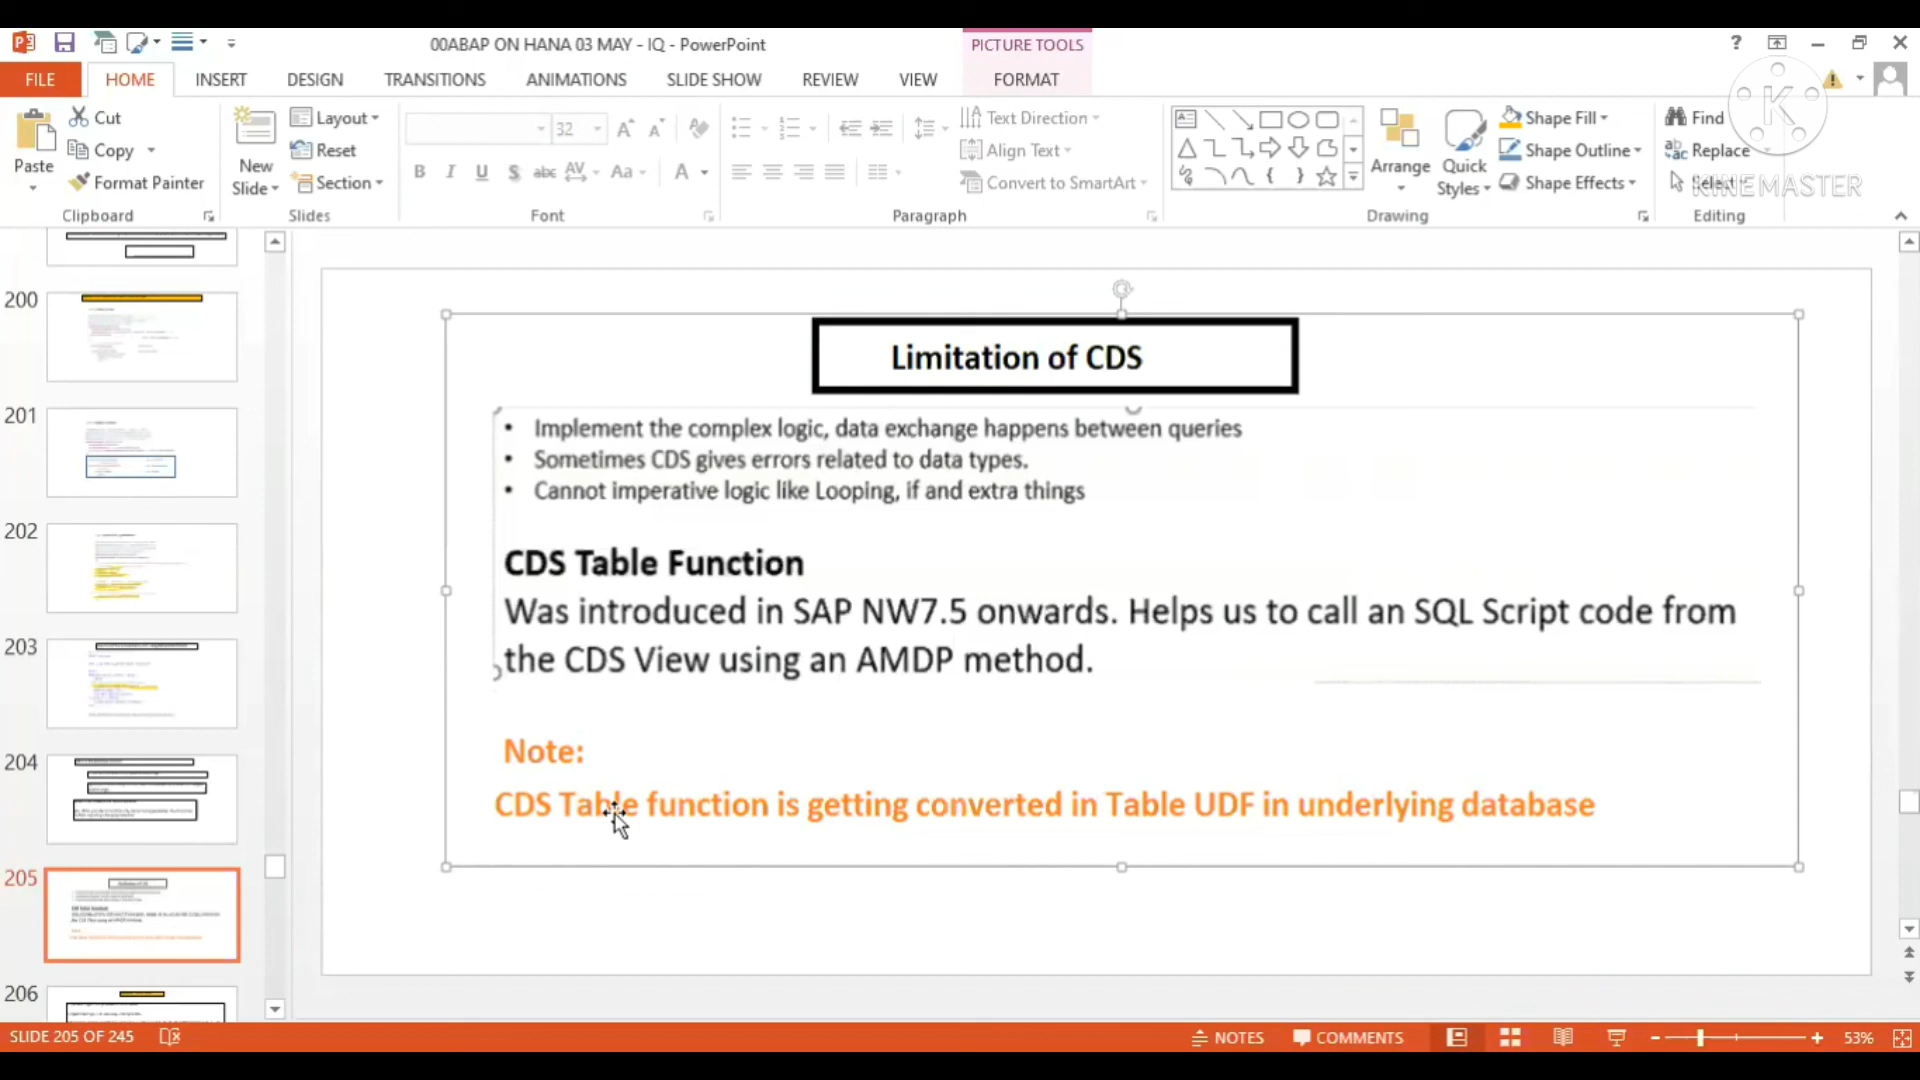 00ABAP ON HANA 03 MAY - IQ - PowerPoint
PICTURE TOOLS
FILE HOME INSERT DESIGN TRANSITIONS ANIMATIONS SLIDE SHOW REVIEW VIEW FORMAT
Paste
Cut
Copy
Format Painter
Clipboard
New
Slide
Layout
Reset
Section
Slides
32
Font
Text Direction
Align Text
Convert to SmartArt
Paragraph
Arrange
Quick
Styles
Shape Fill
Shape Outline
Shape Effects
Drawing
Find
Replace
Select
Editing
KINEMASTER
200
201
202
203
204
205
206
Limitation of CDS
• Implement the complex logic, data exchange happens between queries
• Sometimes CDS gives errors related to data types.
• Cannot imperative logic like Looping, if and extra things
CDS Table Function
Was introduced in SAP NW7.5 onwards. Helps us to call an SQL Script code from
the CDS View using an AMDP method.
Note:
CDS Table function is getting converted in Table UDF in underlying database
SLIDE 205 OF 245 NOTES COMMENTS 53%